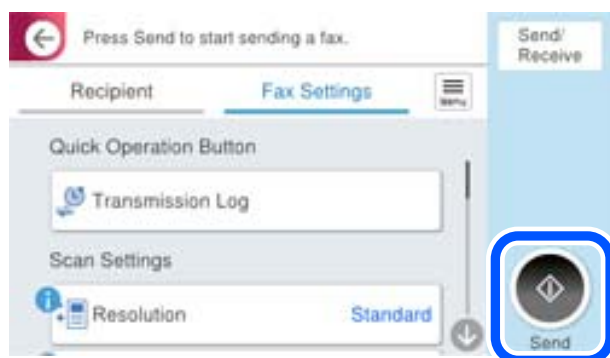 Press Send to start sending a fax.
Send/
Receive
Recipient
Fax Settings
Menu
Quick Operation Button
Transmission Log
Scan Settings
Resolution
Standard
Send